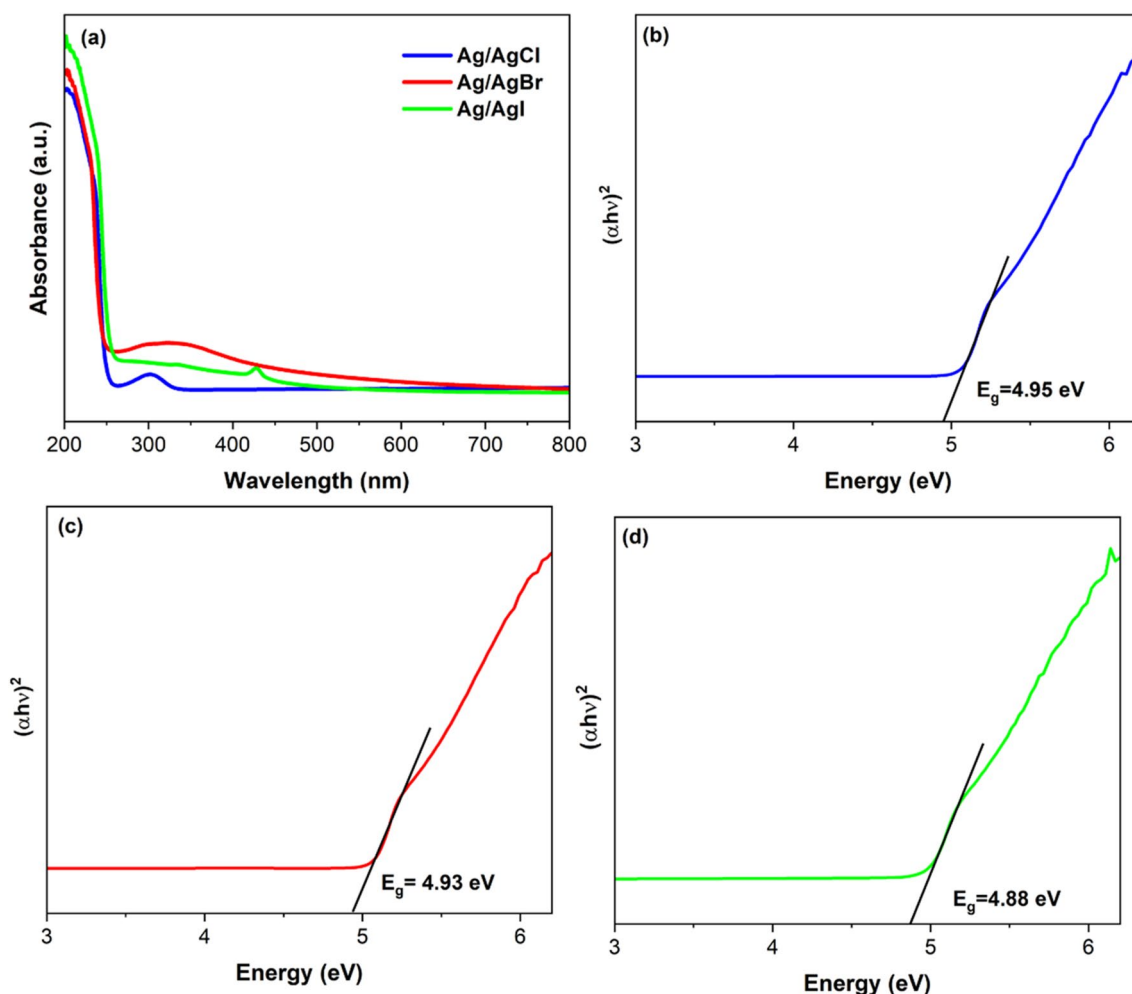 (a)
Ag/AgCl
Ag/AgBr
Ag/AgI
Absorbance (a.u.)
200 300 400 500 600 700 800
Wavelength (nm)
(b)
(αhν)²
E_g=4.95 eV
3 4 5 6
Energy (eV)
(c)
(αhν)²
E_g= 4.93 eV
3 4 5 6
Energy (eV)
(d)
(αhν)²
E_g=4.88 eV
3 4 5 6
Energy (eV)